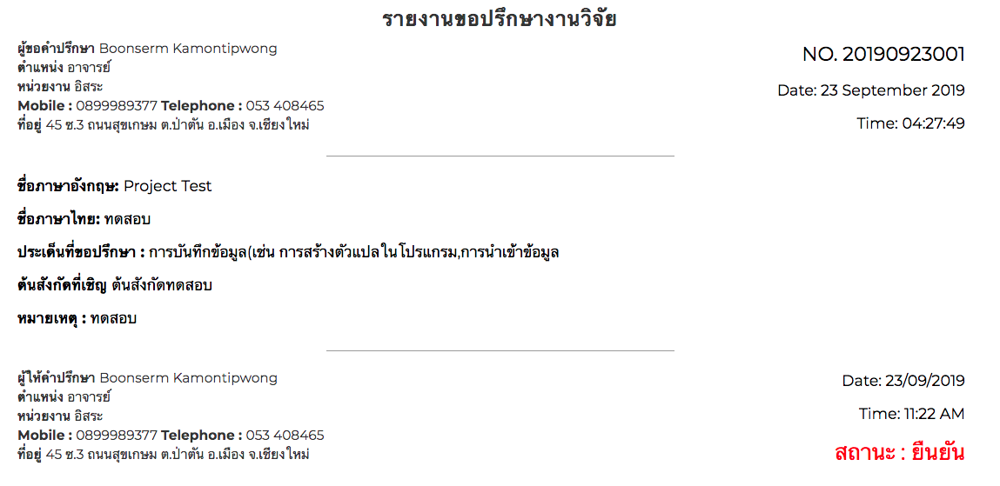 รายงานขอปรึกษางานวิจัย
ผู้ขอคำปรึกษา Boonserm Kamontipwong
ตำแหน่ง อาจารย์
หน่วยงาน อิสระ
Mobile : 0899989377 Telephone : 053 408465
ที่อยู่ 45 ซ.3 ถนนสุขเกษม ต.ป่าตัน อ.เมือง จ.เชียงใหม่
NO. 20190923001
Date: 23 September 2019
Time: 04:27:49
ชื่อภาษาอังกฤษ: Project Test
ชื่อภาษาไทย: ทดสอบ
ประเด็นที่ขอปรึกษา : การบันทึกข้อมูล(เช่น การสร้างตัวแปลในโปรแกรม,การนำเข้าข้อมูล
ต้นสังกัดที่เชิญ ต้นสังกัดทดสอบ
หมายเหตุ : ทดสอบ
ผู้ให้คำปรึกษา Boonserm Kamontipwong
ตำแหน่ง อาจารย์
หน่วยงาน อิสระ
Mobile : 0899989377 Telephone : 053 408465
ที่อยู่ 45 ซ.3 ถนนสุขเกษม ต.ป่าตัน อ.เมือง จ.เชียงใหม่
Date: 23/09/2019
Time: 11:22 AM
สถานะ : ยืนยัน